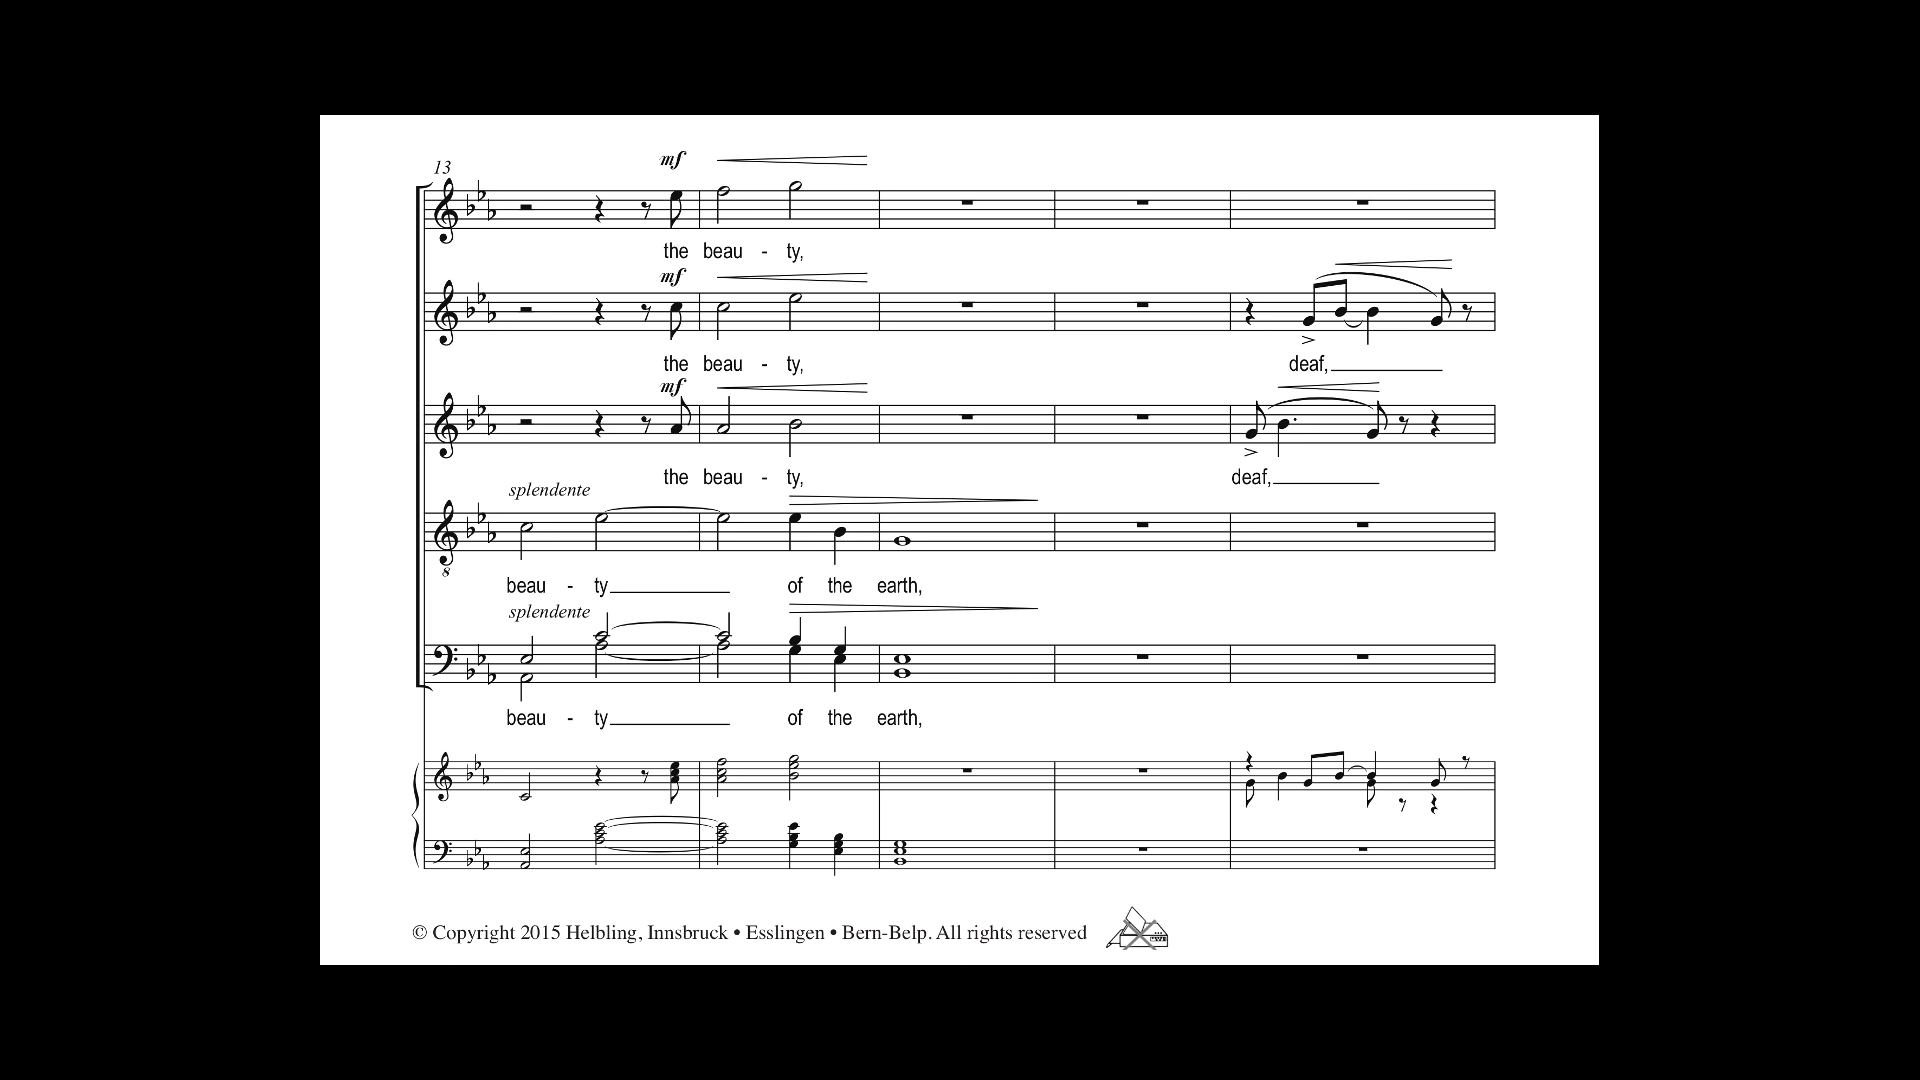 13
mf
the beau - ty,
mf
the beau - ty, deaf,
mf
the beau - ty, deaf,
splendente
8
beau - ty of the earth,
splendente
beau - ty of the earth,
© Copyright 2015 Helbling, Innsbruck • Esslingen • Bern-Belp. All rights reserved